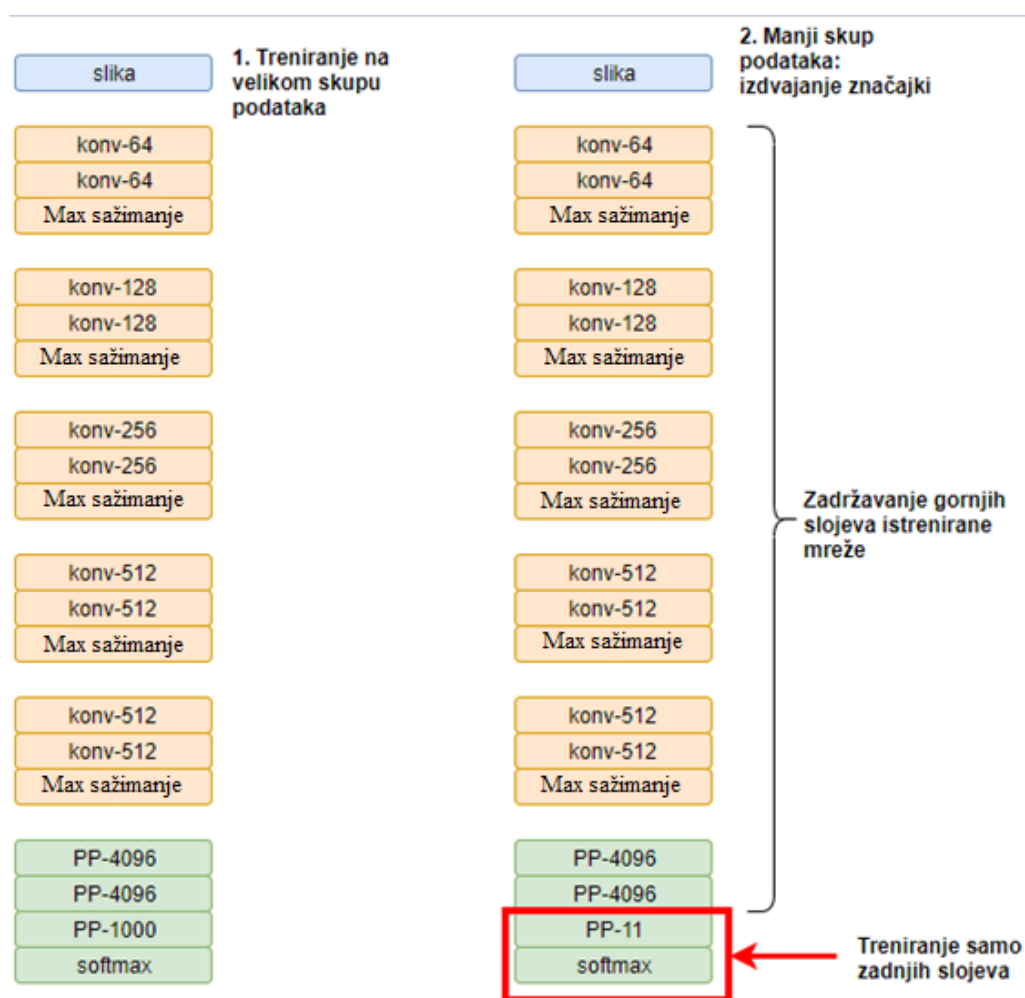 slika
1. Treniranje na
velikom skupu
podataka
konv-64
konv-64
Max sažimanje
konv-128
konv-128
Max sažimanje
konv-256
konv-256
Max sažimanje
konv-512
konv-512
Max sažimanje
konv-512
konv-512
Max sažimanje
PP-4096
PP-4096
PP-1000
softmax
slika
2. Manji skup
podataka:
izdvajanje značajki
konv-64
konv-64
Max sažimanje
konv-128
konv-128
Max sažimanje
konv-256
konv-256
Max sažimanje
konv-512
konv-512
Max sažimanje
konv-512
konv-512
Max sažimanje
PP-4096
PP-4096
PP-11
softmax
Zadržavanje gornjih
slojeva istrenirane
mreže
Treniranje samo
zadnjih slojeva